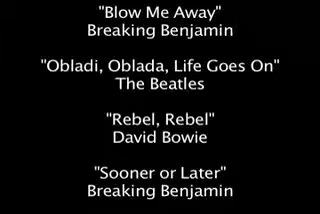 "Blow Me Away"
Breaking Benjamin
"Obladi, Oblada, Life Goes On"
The Beatles
"Rebel, Rebel"
David Bowie
"Sooner or Later"
Breaking Benjamin